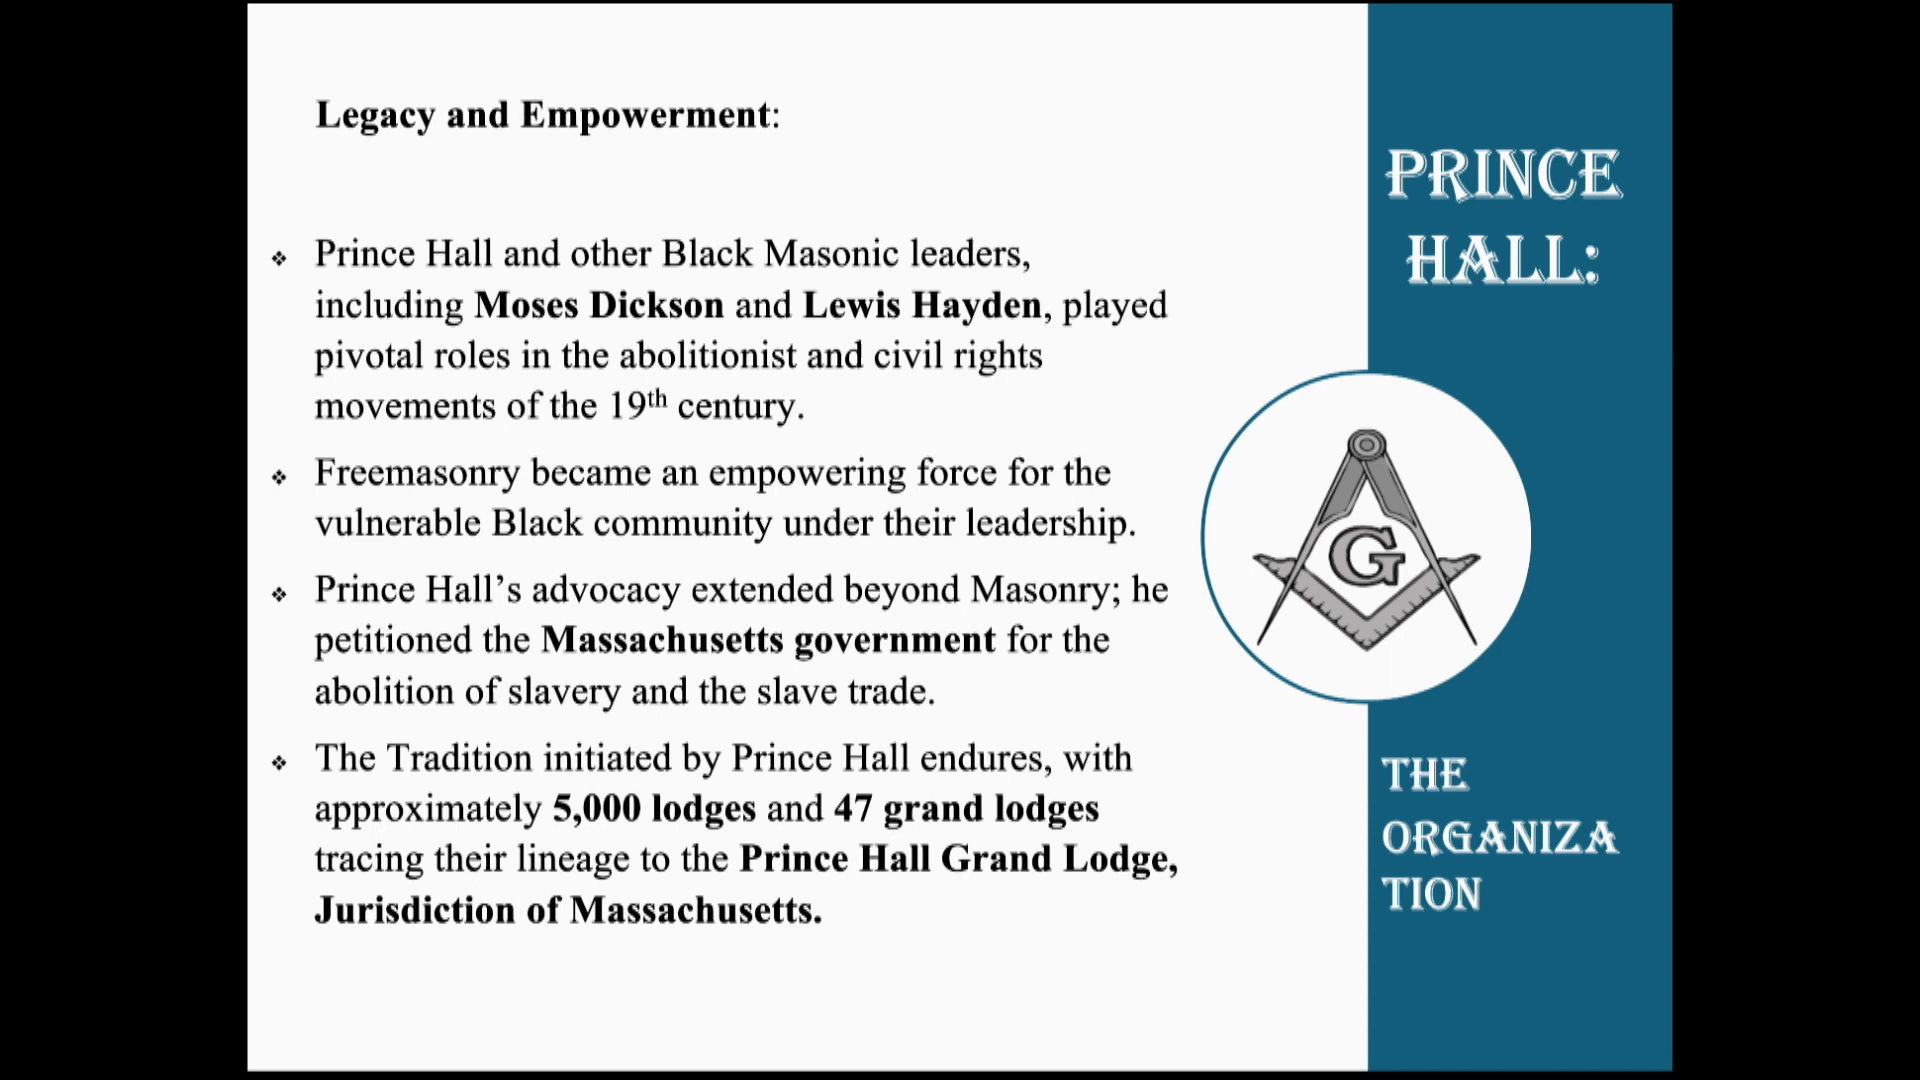 Legacy and Empowerment:
❖ Prince Hall and other Black Masonic leaders,
including Moses Dickson and Lewis Hayden, played
pivotal roles in the abolitionist and civil rights
movements of the 19th century.
❖ Freemasonry became an empowering force for the
vulnerable Black community under their leadership.
❖ Prince Hall’s advocacy extended beyond Masonry; he
petitioned the Massachusetts government for the
abolition of slavery and the slave trade.
❖ The Tradition initiated by Prince Hall endures, with
approximately 5,000 lodges and 47 grand lodges
tracing their lineage to the Prince Hall Grand Lodge,
Jurisdiction of Massachusetts.
PRINCE
HALL:
G
THE
ORGANIZA
TION